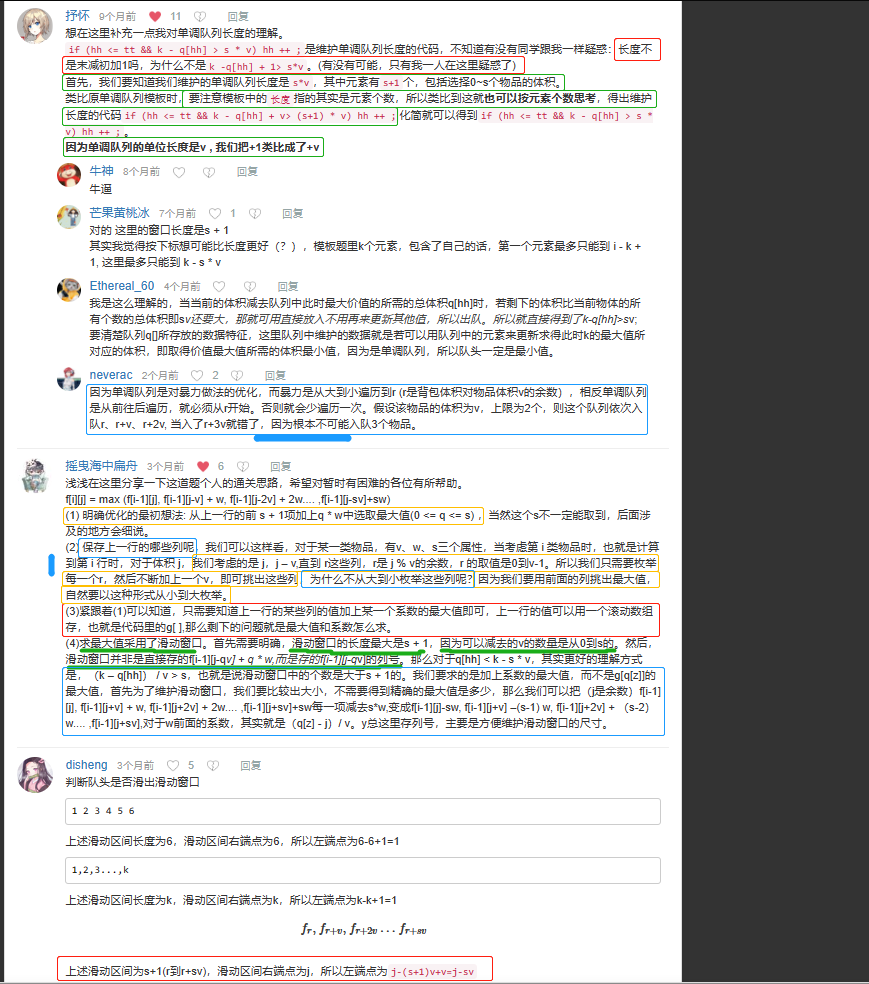 抒怀 9个月前 11 回复
想在这里补充一点我对单调队列长度的理解。
if (hh <= tt && k - q[hh] > s * v) hh ++ ; 是维护单调队列长度的代码，不知道有没有同学跟我一样疑惑：长度不
是末减初加1吗，为什么不是 k -q[hh] + 1> s*v 。(有没有可能，只有我一人在这里疑惑了)
首先，我们要知道我们维护的单调队列长度是 s*v ，其中元素有 s+1 个，包括选择0~s个物品的体积。
类比原单调队列模板时，要注意模板中的 长度 指的其实是元素个数，所以类比到这就也可以按元素个数思考，得出维护
长度的代码 if (hh <= tt && k - q[hh] + v> (s+1) * v) hh ++ ; 化简就可以得到 if (hh <= tt && k - q[hh] > s *
v) hh ++ ; 。
因为单调队列的单位长度是v , 我们把+1类比成了+v
牛神 8个月前 回复
牛逼
芒果黄桃冰 7个月前 1 回复
对的 这里的窗口长度是s + 1
其实我觉得按下标想可能比长度更好（？），模板题里k个元素，包含了自己的话，第一个元素最多只能到 i - k +
1, 这里最多只能到 k - s * v
Ethereal_60 4个月前 回复
我是这么理解的，当当前的体积减去队列中此时最大价值的所需的总体积q[hh]时，若剩下的体积比当前物体的所
有个数的总体积即sv还要大，那就可用直接放入不用再来更新其他值，所以出队。所以就直接得到了k-q[hh]>sv;
要清楚队列q[]所存放的数据特征，这里队列中维护的数据就是若可以用队列中的元素来更新求得此时k的最大值所
对应的体积，即取得价值最大值所需的体积最小值，因为是单调队列，所以队头一定是最小值。
neverac 2个月前 2 回复
因为单调队列是对暴力做法的优化，而暴力是从大到小遍历到r (r是背包体积对物品体积v的余数），相反单调队列
是从前往后遍历，就必须从r开始。否则就会少遍历一次。假设该物品的体积为v，上限为2个，则这个队列依次入
队r、r+v、r+2v, 当入了r+3v就错了，因为根本不可能入队3个物品。
摇曳海中扁舟 3个月前 6 回复
浅浅在这里分享一下这道题个人的通关思路，希望对暂时有困难的各位有所帮助。
f[i][j] = max (f[i-1][j], f[i-1][j-v] + w, f[i-1][j-2v] + 2w.... ,f[i-1][j-sv]+sw)
(1) 明确优化的最初想法: 从上一行的前 s + 1项加上q * w中选取最大值(0 <= q <= s) ，当然这个s不一定能取到，后面涉
及的地方会细说。
(2) 保存上一行的哪些列呢，我们可以这样看，对于某一类物品，有v、w、s三个属性，当考虑第 i 类物品时，也就是计算
到第 i 行时，对于体积 j，我们考虑的是 j，j – v,直到 r这些列，r是 j % v的余数，r 的取值是0到v-1。所以我们只需要枚举
每一个r，然后不断加上一个v，即可挑出这些列 为什么不从大到小枚举这些列呢? 因为我们要用前面的列挑出最大值，
自然要以这种形式从小到大枚举。
(3)紧跟着(1)可以知道，只需要知道上一行的某些列的值加上某一个系数的最大值即可，上一行的值可以用一个滚动数组
存，也就是代码里的g[ ],那么剩下的问题就是最大值和系数怎么求。
(4)求最大值采用了滑动窗口。首先需要明确，滑动窗口的长度最大是s + 1，因为可以减去的v的数量是从0到s的。然后，
滑动窗口并非是直接存的f[i-1][j-qv] + q * w,而是存的f[i-1][j-qv]的列号。那么对于q[hh] < k - s * v，其实更好的理解方式
是，（k – q[hh]） / v > s，也就是说滑动窗口中的个数是大于s + 1的。我们要求的是加上系数的最大值，而不是g[q[z]]的
最大值，首先为了维护滑动窗口，我们要比较出大小，不需要得到精确的最大值是多少，那么我们可以把（j是余数）f[i-1]
[j], f[i-1][j+v] + w, f[i-1][j+2v] + 2w.... ,f[i-1][j+sv]+sw每一项减去s*w,变成f[i-1][j]-sw, f[i-1][j+v] –(s-1) w, f[i-1][j+2v] + （s-2）
w.... ,f[i-1][j+sv],对于w前面的系数，其实就是（q[z] - j）/ v。y总这里存列号，主要是方便维护滑动窗口的尺寸。
disheng 3个月前 5 回复
判断队头是否滑出滑动窗口
1 2 3 4 5 6
上述滑动区间长度为6，滑动区间右端点为6，所以左端点为6-6+1=1
1,2,3...,k
上述滑动区间长度为k，滑动区间右端点为k，所以左端点为k-k+1=1
f_r, f_{r+v}, f_{r+2v} ... f_{r+sv}
上述滑动区间为s+1(r到r+sv)，滑动区间右端点为j，所以左端点为 j-(s+1)v+v=j-sv